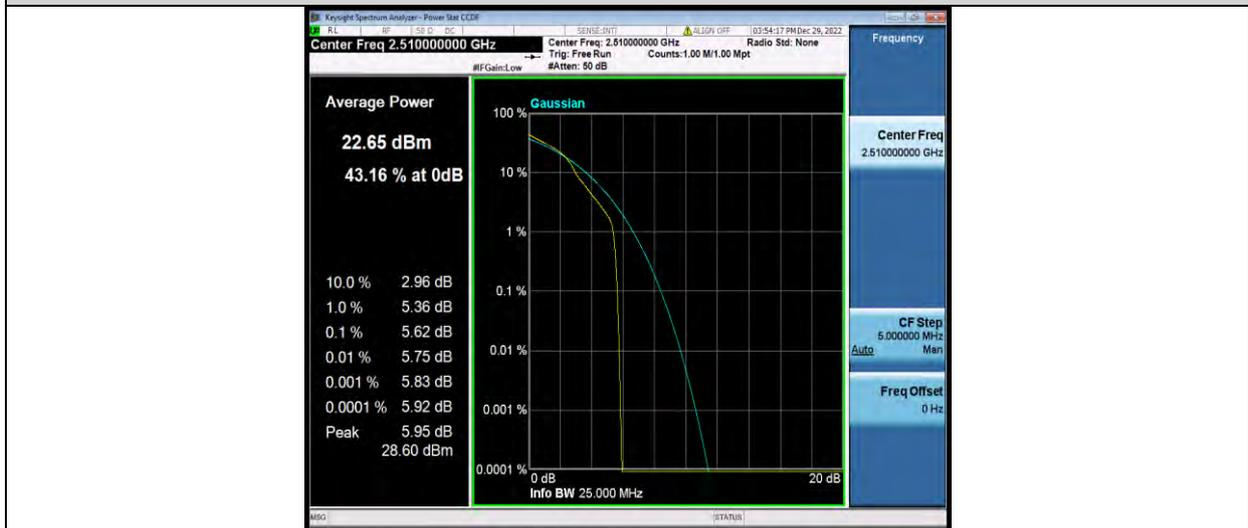 Keysight Spectrum Analyzer - Power Stat CCDF
RL RF 50 Ω DC SENSE:INT ALIGN OFF 03:54:17 PM Dec 29, 2022
Center Freq 2.510000000 GHz
Center Freq: 2.510000000 GHz Radio Std: None
Trig: Free Run Counts:1.00 M/1.00 Mpt
#IFGain:Low #Atten: 50 dB
Average Power
22.65 dBm
43.16 % at 0dB
10.0 % 2.96 dB
1.0 % 5.36 dB
0.1 % 5.62 dB
0.01 % 5.75 dB
0.001 % 5.83 dB
0.0001 % 5.92 dB
Peak 5.95 dB
28.60 dBm
Gaussian
100 %
10 %
1 %
0.1 %
0.01 %
0.001 %
0.0001 %
0 dB 20 dB
Info BW 25.000 MHz
Frequency
Center Freq
2.510000000 GHz
CF Step
5.000000 MHz
Auto Man
Freq Offset
0 Hz
MSG STATUS